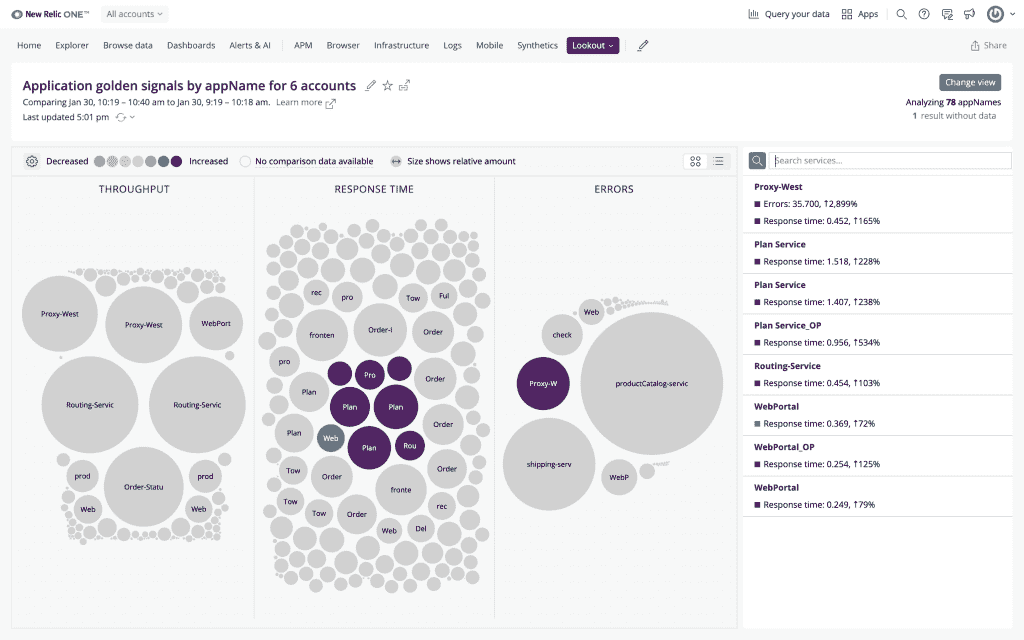 New Relic ONE™ All accounts Query your data Apps
Home Explorer Browse data Dashboards Alerts & AI APM Browser Infrastructure Logs Mobile Synthetics Lookout Share
Application golden signals by appName for 6 accounts
Change view
Comparing Jan 30, 10:19 – 10:40 am to Jan 30, 9:19 – 10:18 am. Learn more
Analyzing 78 appNames
Last updated 5:01 pm
1 result without data
Decreased Increased No comparison data available Size shows relative amount
THROUGHPUT
Proxy-West
Proxy-West
WebPort
Routing-Servic
Routing-Servic
prod
Order-Statu
prod
Web
Web
RESPONSE TIME
rec
pro
Tow
Ful
fronten
Order-I
Order
pro
Pro
Plan
Order
Plan
Plan
Plan
Order
Web
Plan
Rou
Tow
Order
fronte
Order
Tow
Tow
Order
rec
Web
Del
ERRORS
Web
check
Proxy-W
productCatalog-servic
shipping-serv
WebP
Search services...
Proxy-West
Errors: 35.700, ↑2,899%
Response time: 0.452, ↑165%
Plan Service
Response time: 1.518, ↑228%
Plan Service
Response time: 1.407, ↑238%
Plan Service_OP
Response time: 0.956, ↑534%
Routing-Service
Response time: 0.454, ↑103%
WebPortal
Response time: 0.369, ↑72%
WebPortal_OP
Response time: 0.254, ↑125%
WebPortal
Response time: 0.249, ↑79%